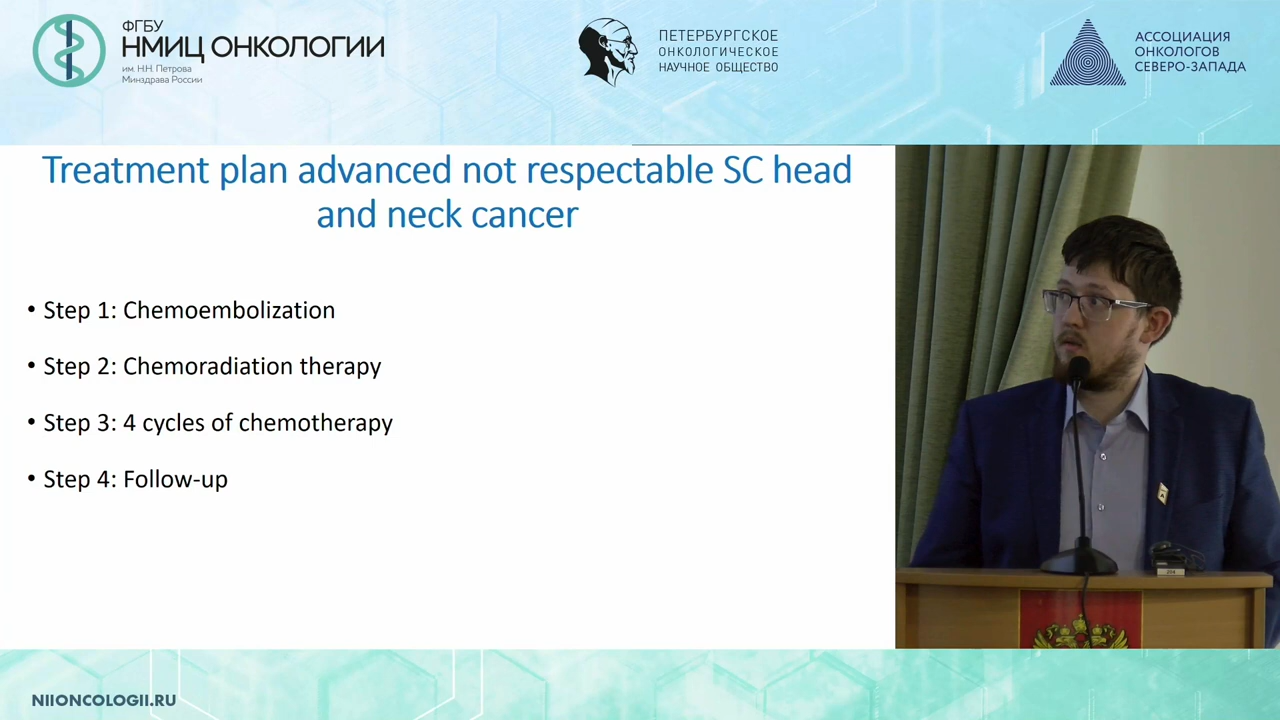 ФГБУ
НМИЦ ОНКОЛОГИИ
им. Н.Н. Петрова
Минздрава России
ПЕТЕРБУРГСКОЕ
ОНКОЛОГИЧЕСКОЕ
НАУЧНОЕ ОБЩЕСТВО
АССОЦИАЦИЯ
ОНКОЛОГОВ
СЕВЕРО-ЗАПАДА
Treatment plan advanced not respectable SC head
and neck cancer
• Step 1: Chemoembolization
• Step 2: Chemoradiation therapy
• Step 3: 4 cycles of chemotherapy
• Step 4: Follow-up
NIIONCOLOGII.RU